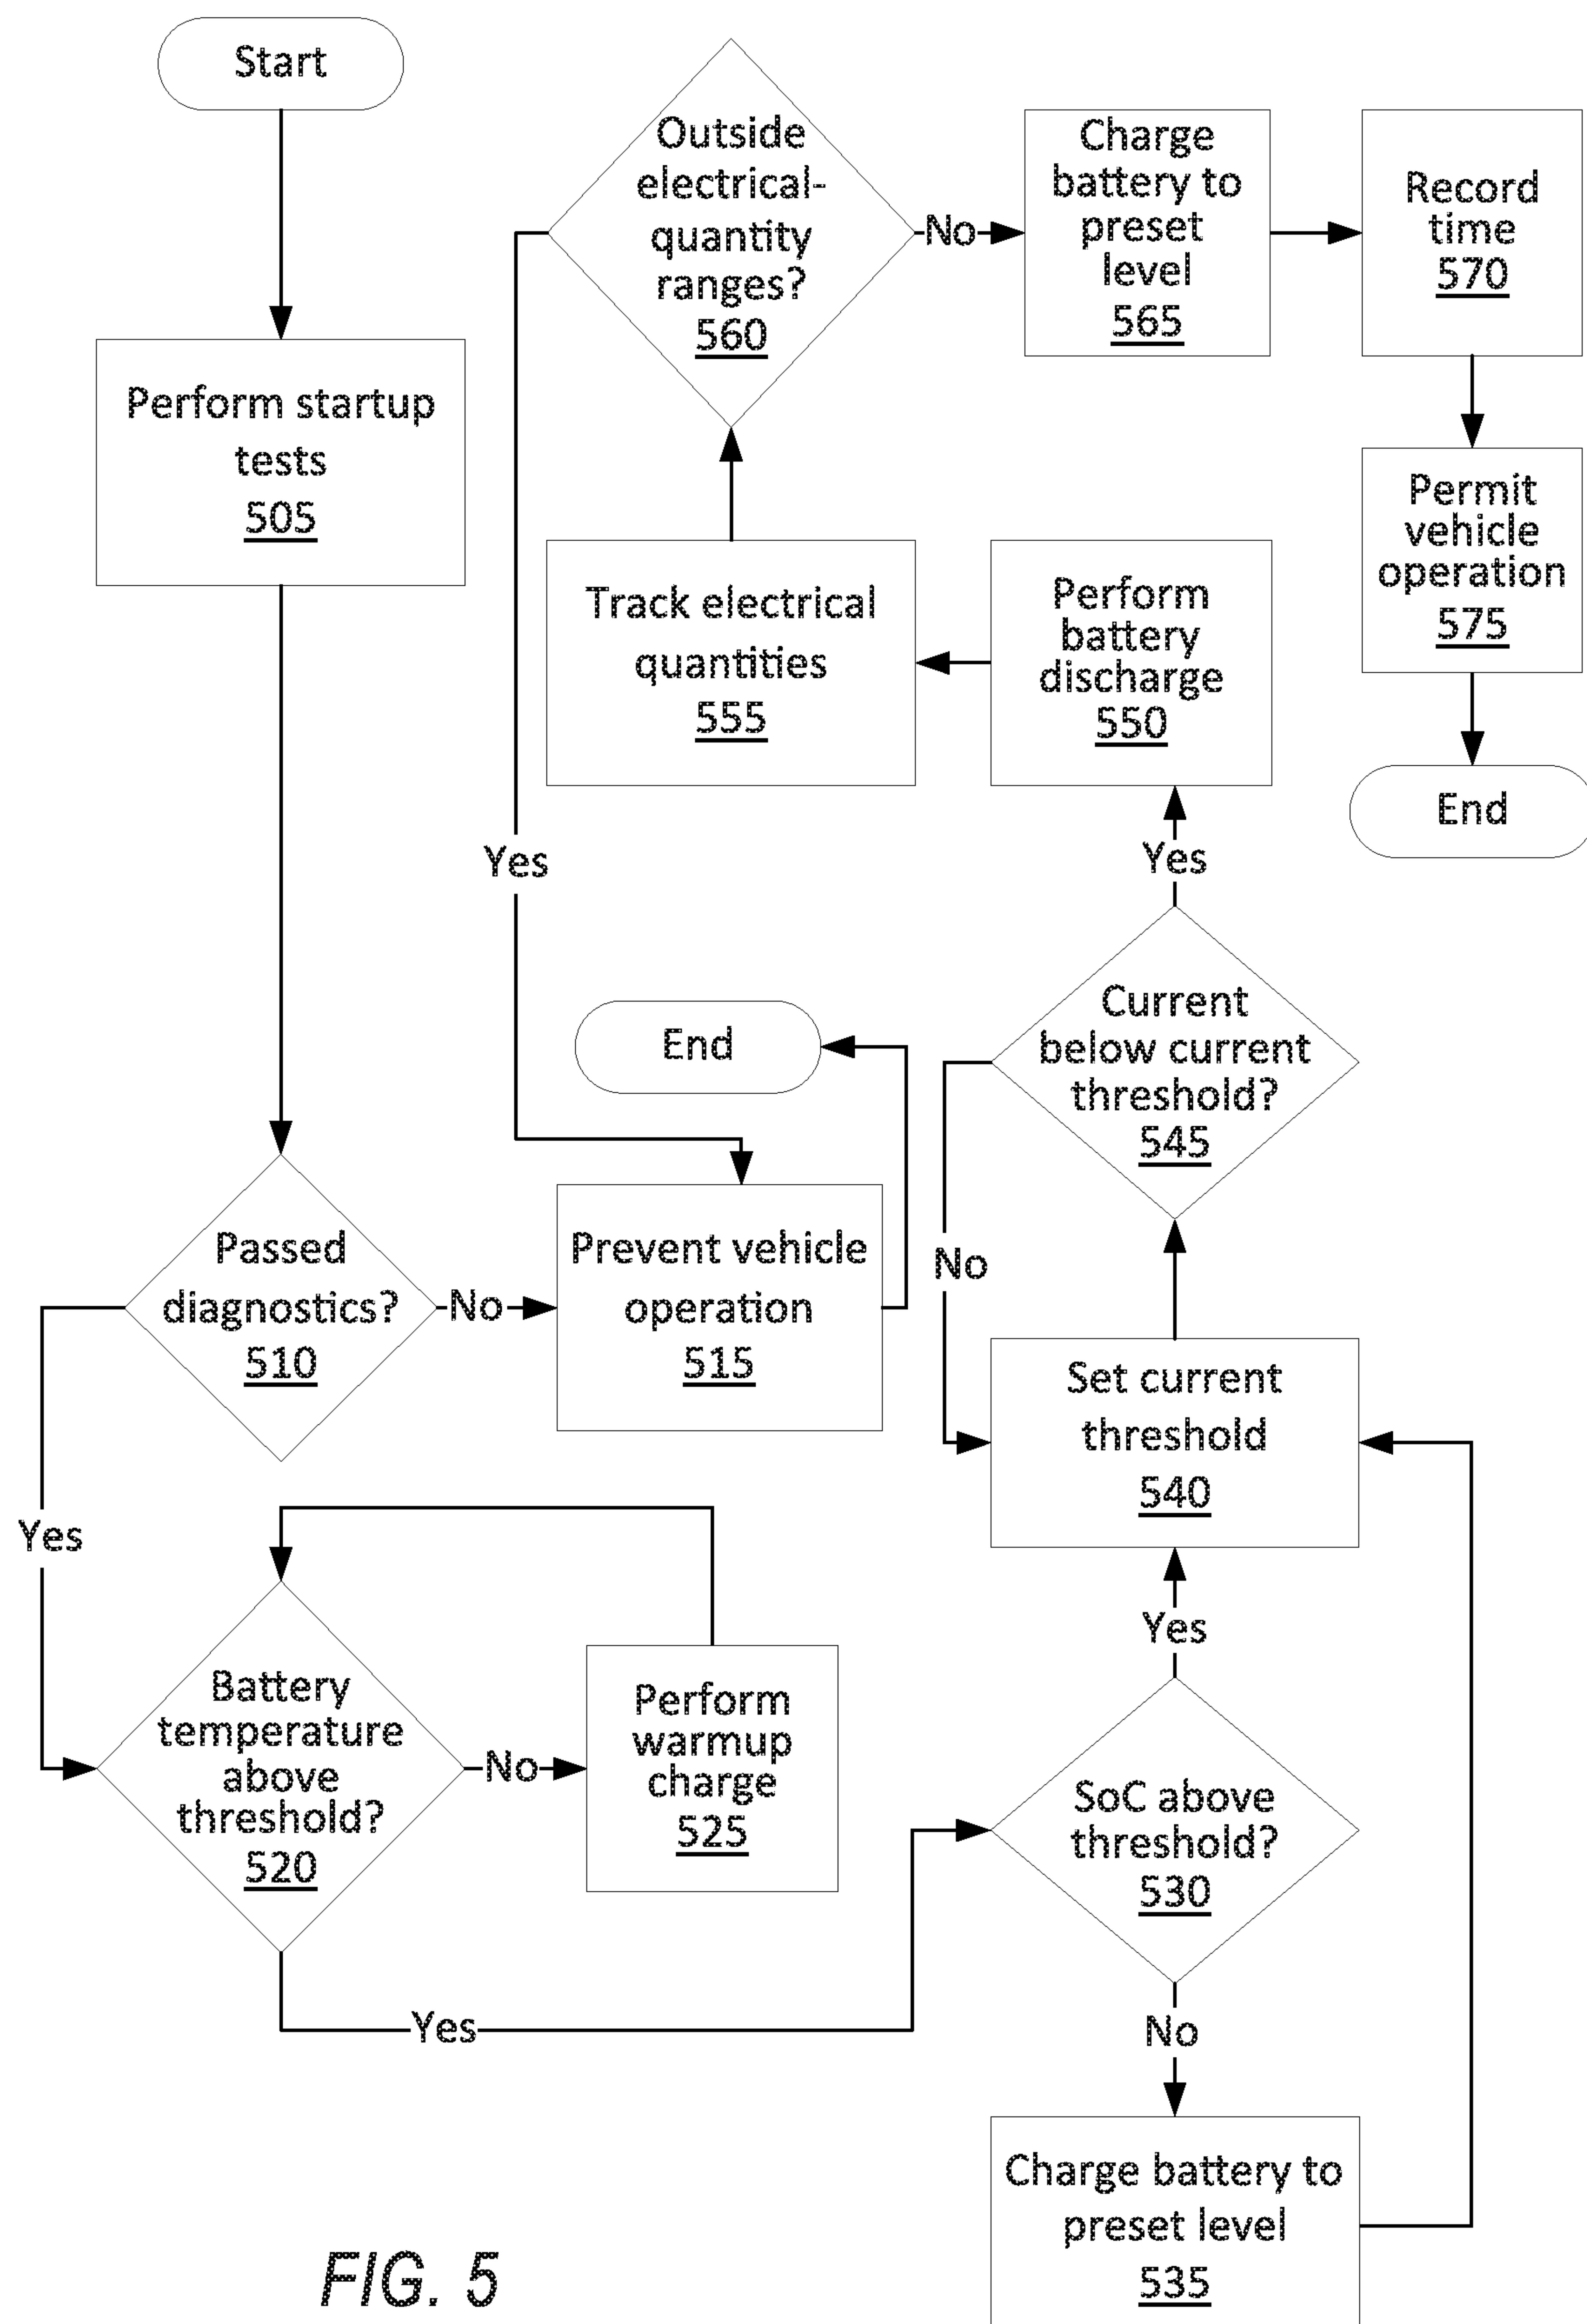 Start
Perform startup
tests
505
Passed
diagnostics?
510
No
Yes
Prevent vehicle
operation
515
End
Battery
temperature
above
threshold?
520
No
Perform
warmup
charge
525
Yes
SoC above
threshold?
530
Yes
No
Charge battery to
preset level
535
Set current
threshold
540
Current
below current
threshold?
545
No
Yes
Perform
battery
discharge
550
Track electrical
quantities
555
Outside
electrical-
quantity
ranges?
560
Yes
No
Charge
battery to
preset
level
565
Record
time
570
Permit
vehicle
operation
575
End
FIG. 5